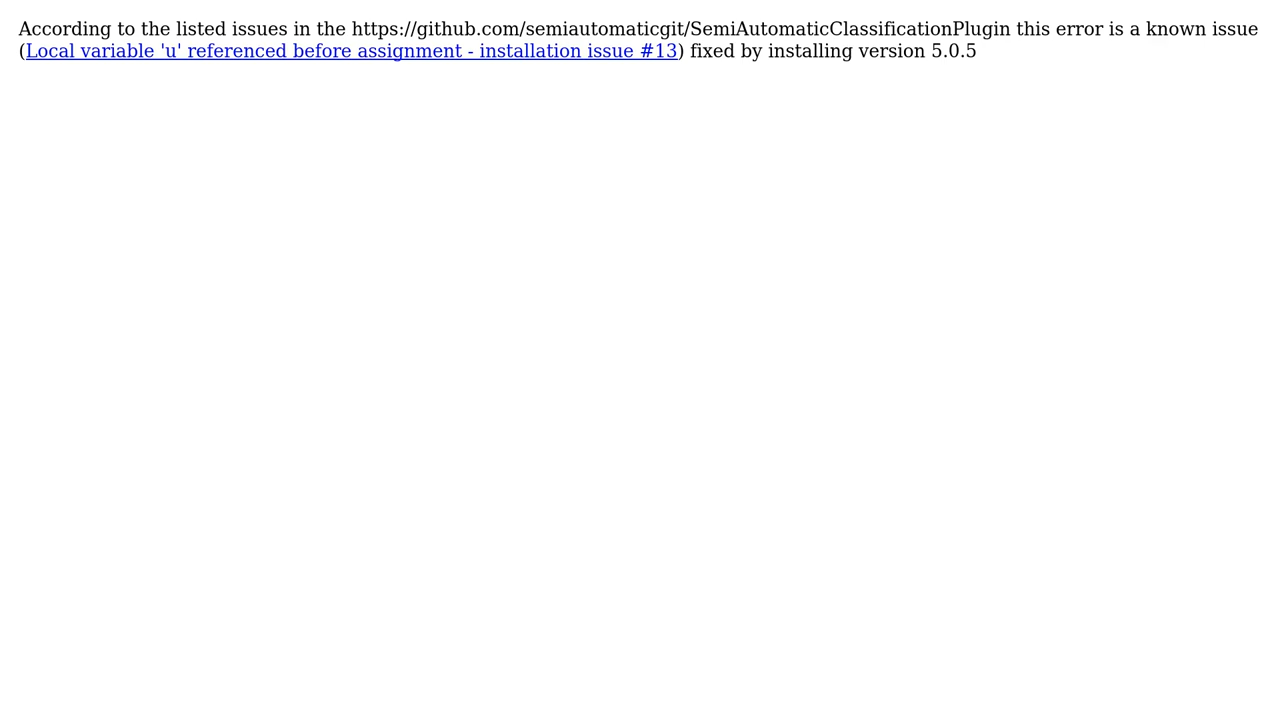 According to the listed issues in the https://github.com/semiautomaticgit/SemiAutomaticClassificationPlugin this error is a known issue
(Local variable 'u' referenced before assignment - installation issue #13) fixed by installing version 5.0.5